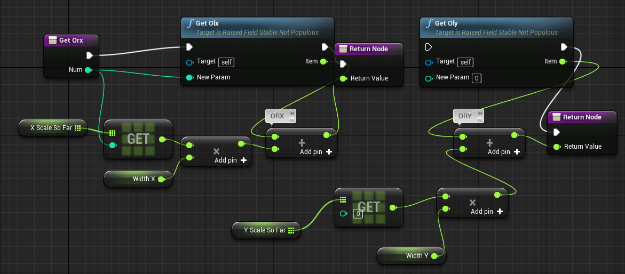 Get Orx
Num
Get Olx
Target is Raised Field Stable Not Populous
Target
self
Item
New Param
Return Node
Return Value
Get Oly
Target is Raised Field Stable Not Populous
Target
self
Item
New Param
0
Return Node
Return Value
X Scale So Far
GET
Width X
×
Add pin +
ORX
+
Add pin +
ORY
+
Add pin +
Y Scale So Far
GET
0
×
Add pin +
Width Y